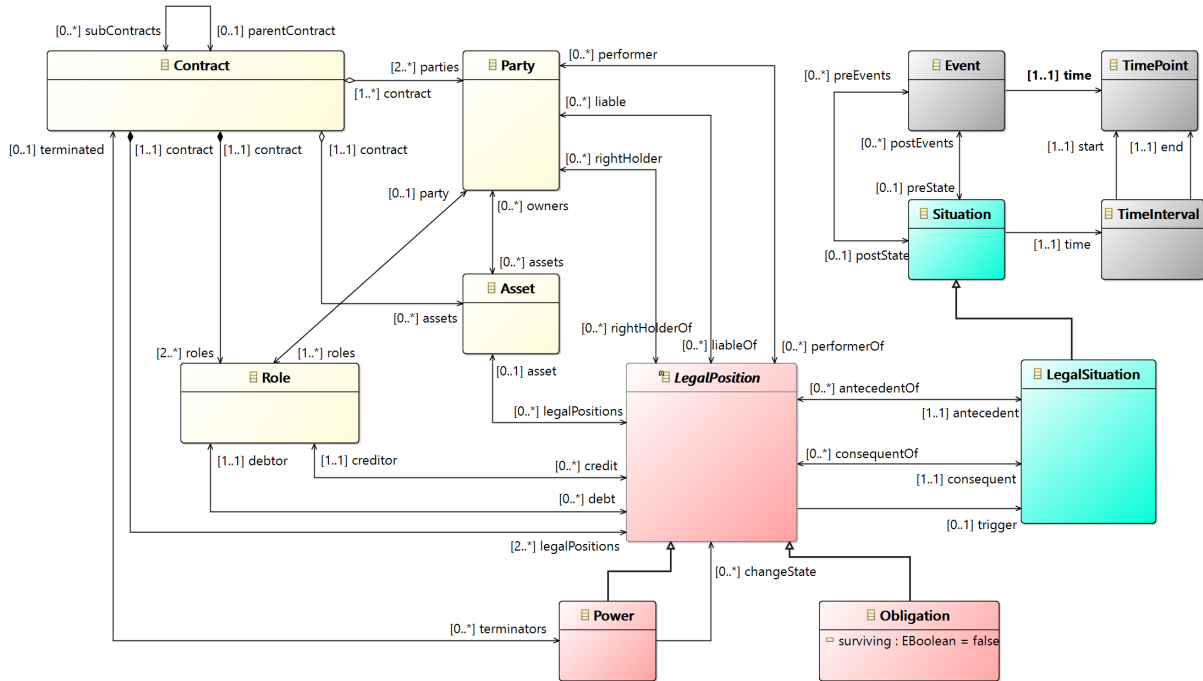 [0..*] subContracts
[0..1] parentContract
Contract
[2..*] parties
[1..*] contract
Party
[0..*] performer
[0..*] liable
[0..*] rightHolder
[0..*] preEvents
Event
[1..1] time
TimePoint
[0..*] postEvents
[1..1] start
[1..1] end
[0..1] terminated
[1..1] contract
[1..1] contract
[1..1] contract
[0..1] party
[0..*] owners
[0..1] preState
Situation
TimeInterval
[0..1] postState
[1..1] time
[0..*] assets
Asset
[0..*] assets
[0..*] rightHolderOf
[0..*] liableOf
[0..*] performerOf
[2..*] roles
[1..*] roles
Role
[0..1] asset
LegalPosition
LegalSituation
[0..*] antecedentOf
[1..1] antecedent
[0..*] legalPositions
[0..*] consequentOf
[1..1] debtor
[1..1] creditor
[0..*] credit
[1..1] consequent
[0..*] debt
[0..1] trigger
[2..*] legalPositions
[0..*] changeState
Power
Obligation
[0..*] terminators
surviving : EBoolean = false